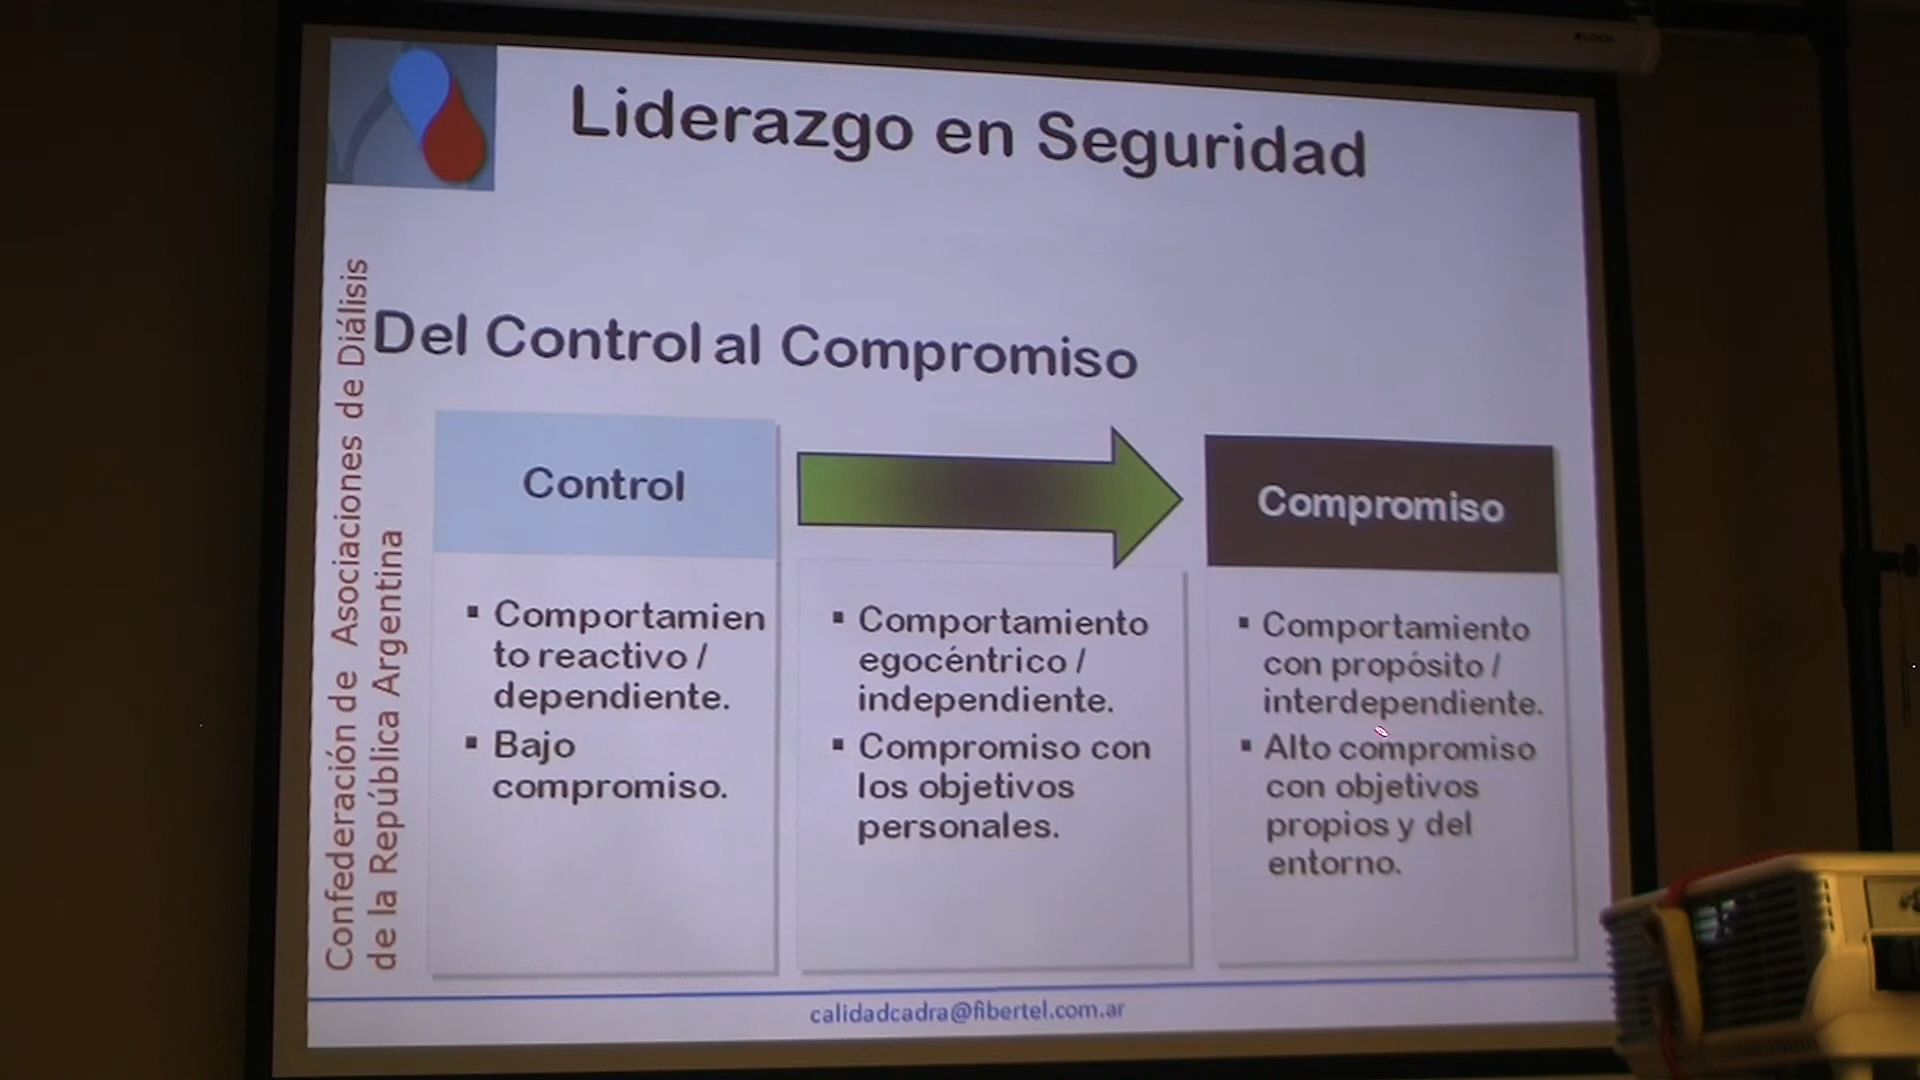 Liderazgo en Seguridad
Confederación de Asociaciones de Diálisis
de la República Argentina
Del Control al Compromiso
Control
Compromiso
▪ Comportamien
to reactivo /
dependiente.
▪ Bajo
compromiso.
▪ Comportamiento
egocéntrico /
independiente.
▪ Compromiso con
los objetivos
personales.
▪ Comportamiento
con propósito /
interdependiente.
▪ Alto compromiso
con objetivos
propios y del
entorno.
calidadcadra@fibertel.com.ar